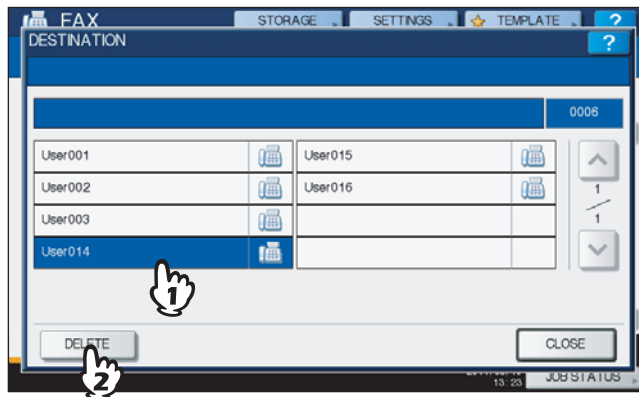 FAX STORAGE SETTINGS TEMPLATE ?
DESTINATION ?
0006
User001 User015
User002 User016
User003
User014
1
1
1
DELETE CLOSE
2
13:23 JOB STATUS